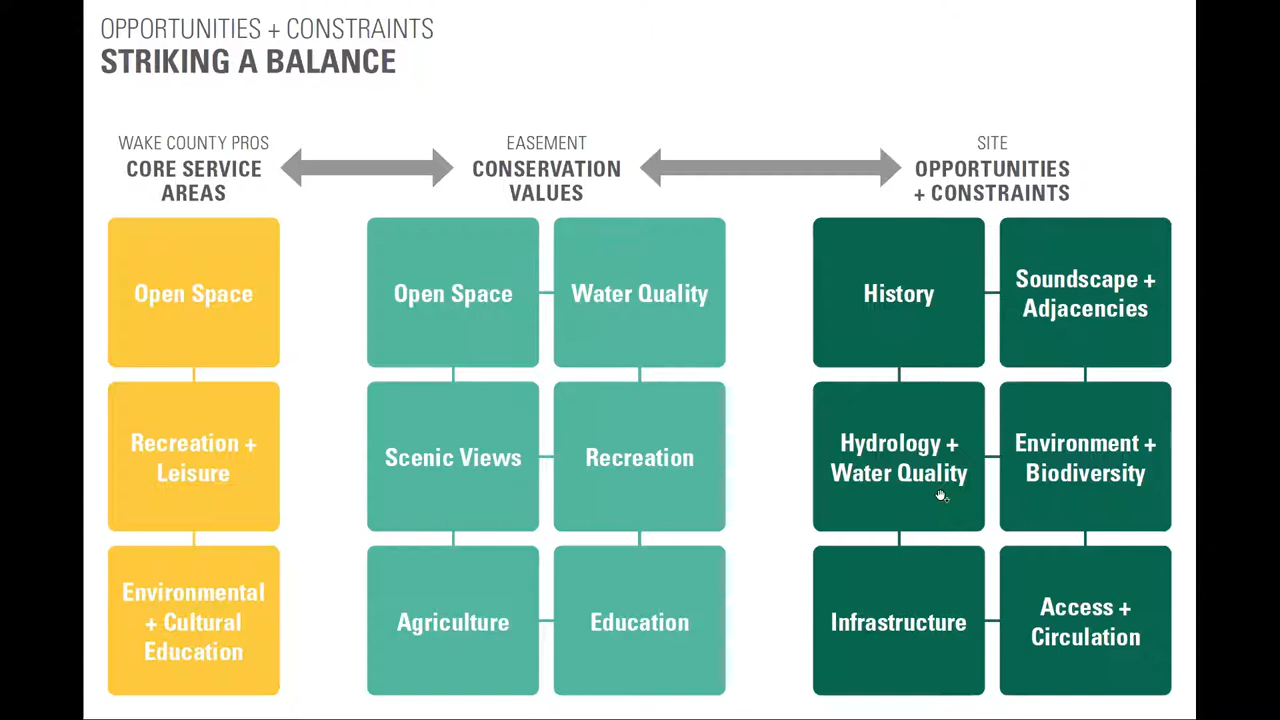 OPPORTUNITIES + CONSTRAINTS
STRIKING A BALANCE
WAKE COUNTY PROS
CORE SERVICE
AREAS
EASEMENT
CONSERVATION
VALUES
SITE
OPPORTUNITIES
+ CONSTRAINTS
Open Space
Recreation +
Leisure
Environmental
+ Cultural
Education
Open Space
Water Quality
Scenic Views
Recreation
Agriculture
Education
History
Soundscape +
Adjacencies
Hydrology +
Water Quality
Environment +
Biodiversity
Infrastructure
Access +
Circulation